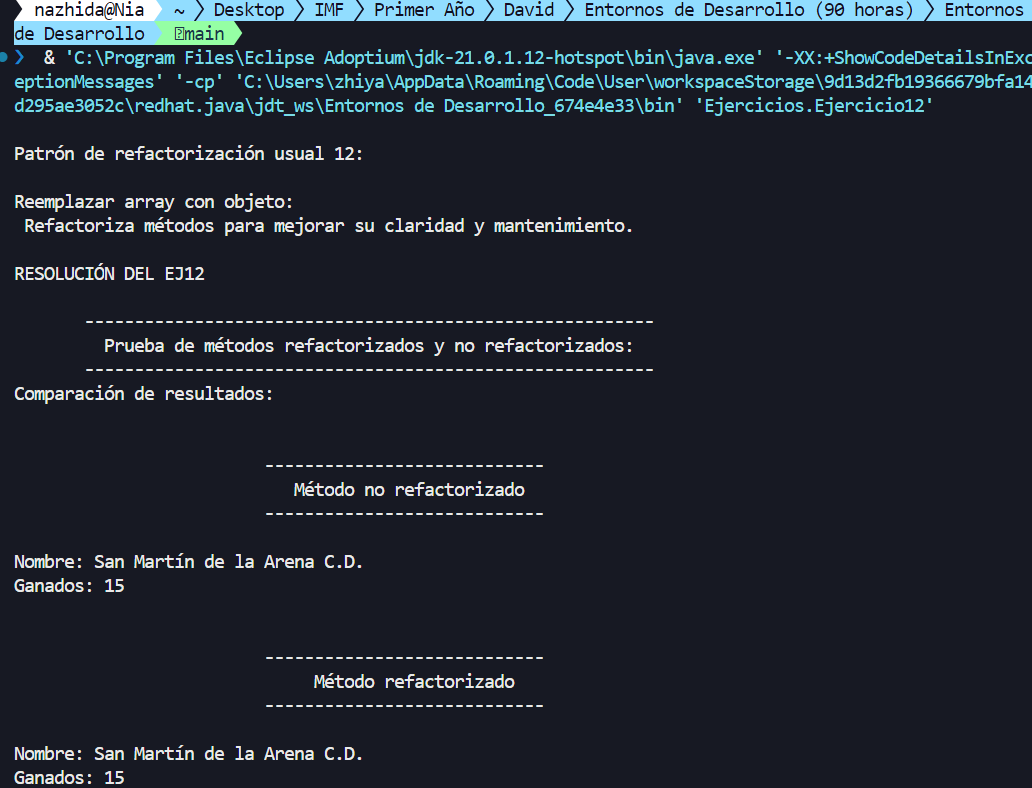 nazhida@Nia ~ Desktop IMF Primer Año David Entornos de Desarrollo (90 horas) Entornos
de Desarrollo main
❯ & 'C:\Program Files\Eclipse Adoptium\jdk-21.0.1.12-hotspot\bin\java.exe' '-XX:+ShowCodeDetailsInExc
eptionMessages' '-cp' 'C:\Users\zhiya\AppData\Roaming\Code\User\workspaceStorage\9d13d2fb19366679bfa14
d295ae3052c\redhat.java\jdt_ws\Entornos de Desarrollo_674e4e33\bin' 'Ejercicios.Ejercicio12'
Patrón de refactorización usual 12:
Reemplazar array con objeto:
Refactoriza métodos para mejorar su claridad y mantenimiento.
RESOLUCIÓN DEL EJ12
---------------------------------------------------------
Prueba de métodos refactorizados y no refactorizados:
---------------------------------------------------------
Comparación de resultados:
----------------------------
Método no refactorizado
----------------------------
Nombre: San Martín de la Arena C.D.
Ganados: 15
----------------------------
Método refactorizado
----------------------------
Nombre: San Martín de la Arena C.D.
Ganados: 15